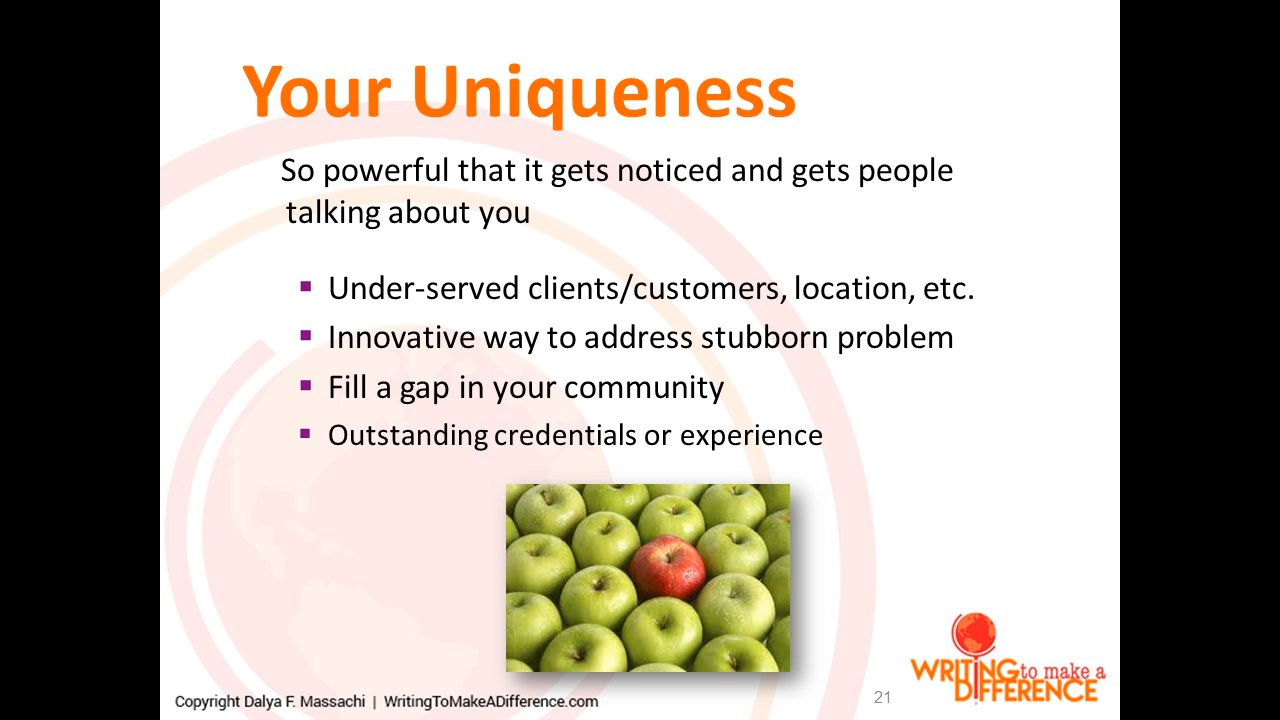 Your Uniqueness
So powerful that it gets noticed and gets people
talking about you
▪ Under-served clients/customers, location, etc.
▪ Innovative way to address stubborn problem
▪ Fill a gap in your community
▪ Outstanding credentials or experience
WRITING to make a
DIFFERENCE
Copyright Dalya F. Massachi | WritingToMakeADifference.com
21